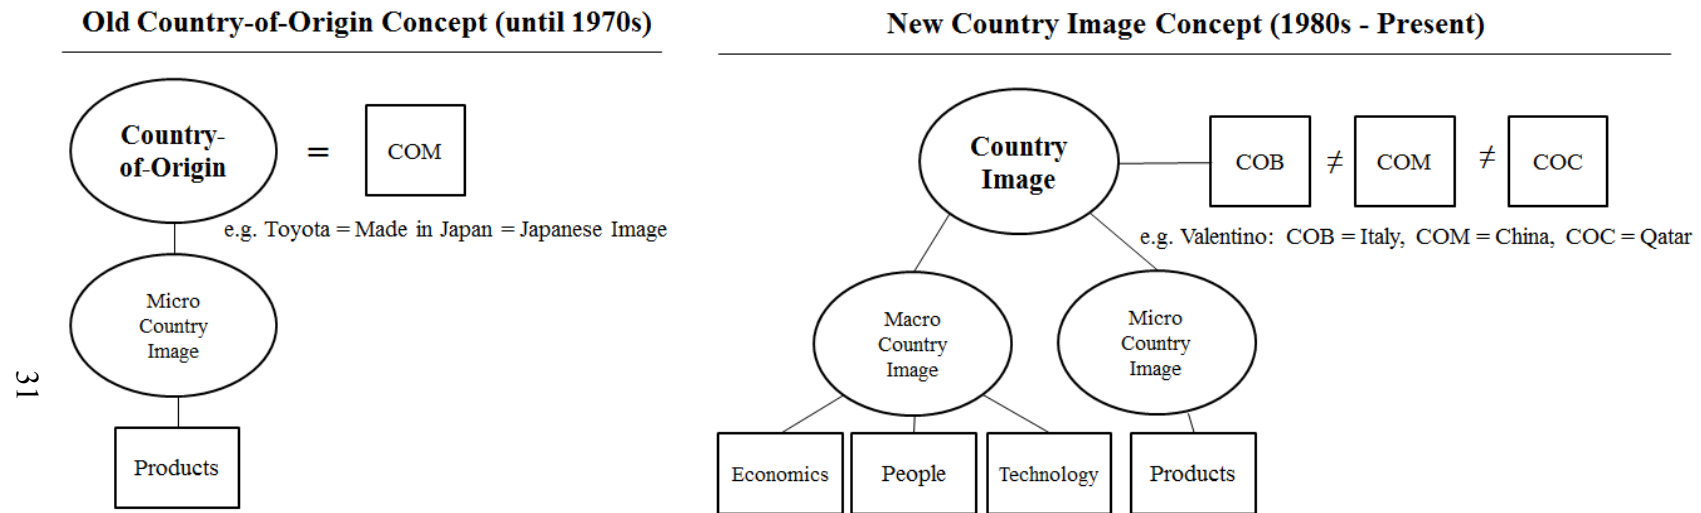 Old Country-of-Origin Concept (until 1970s)
Country-
of-Origin
=
COM
e.g. Toyota = Made in Japan = Japanese Image
Micro
Country
Image
Products
31
New Country Image Concept (1980s - Present)
Country
Image
COB ≠ COM ≠ COC
e.g. Valentino: COB = Italy, COM = China, COC = Qatar
Macro
Country
Image
Micro
Country
Image
Economics
People
Technology
Products